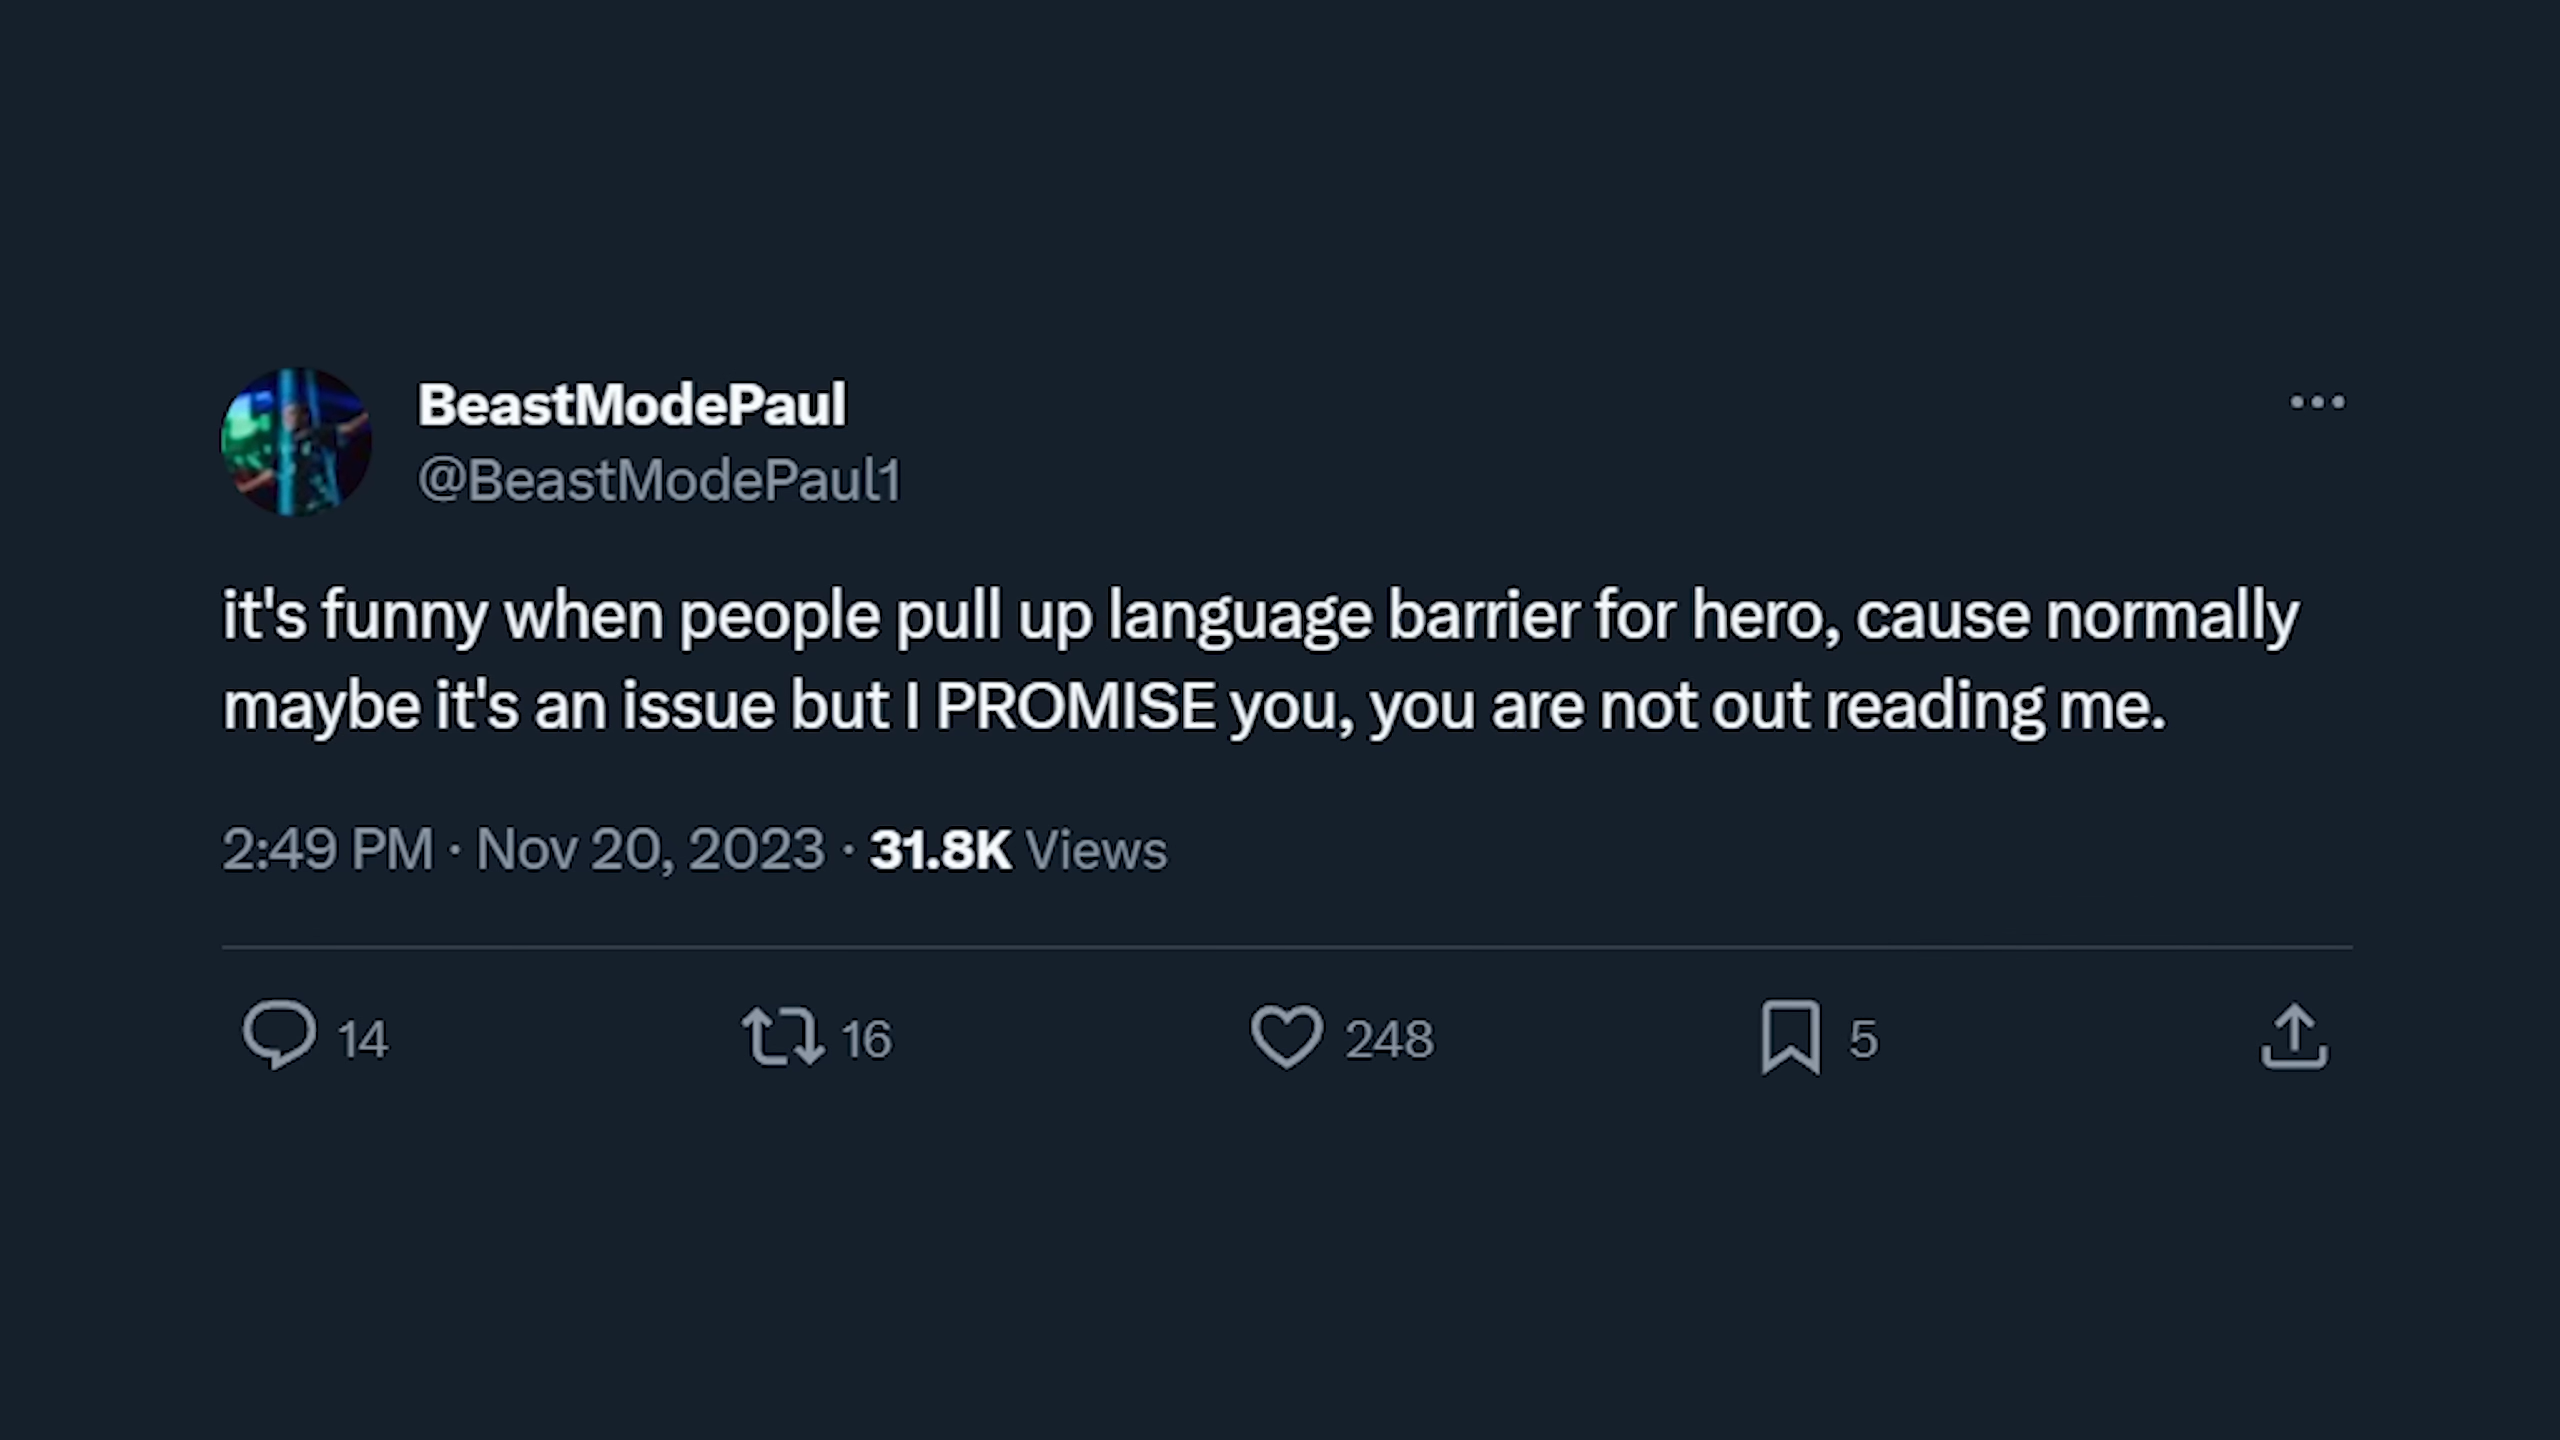 BeastModePaul
@BeastModePaul1
it's funny when people pull up language barrier for hero, cause normally
maybe it's an issue but I PROMISE you, you are not out reading me.
2:49 PM · Nov 20, 2023 · 31.8K Views
14 16 248 5